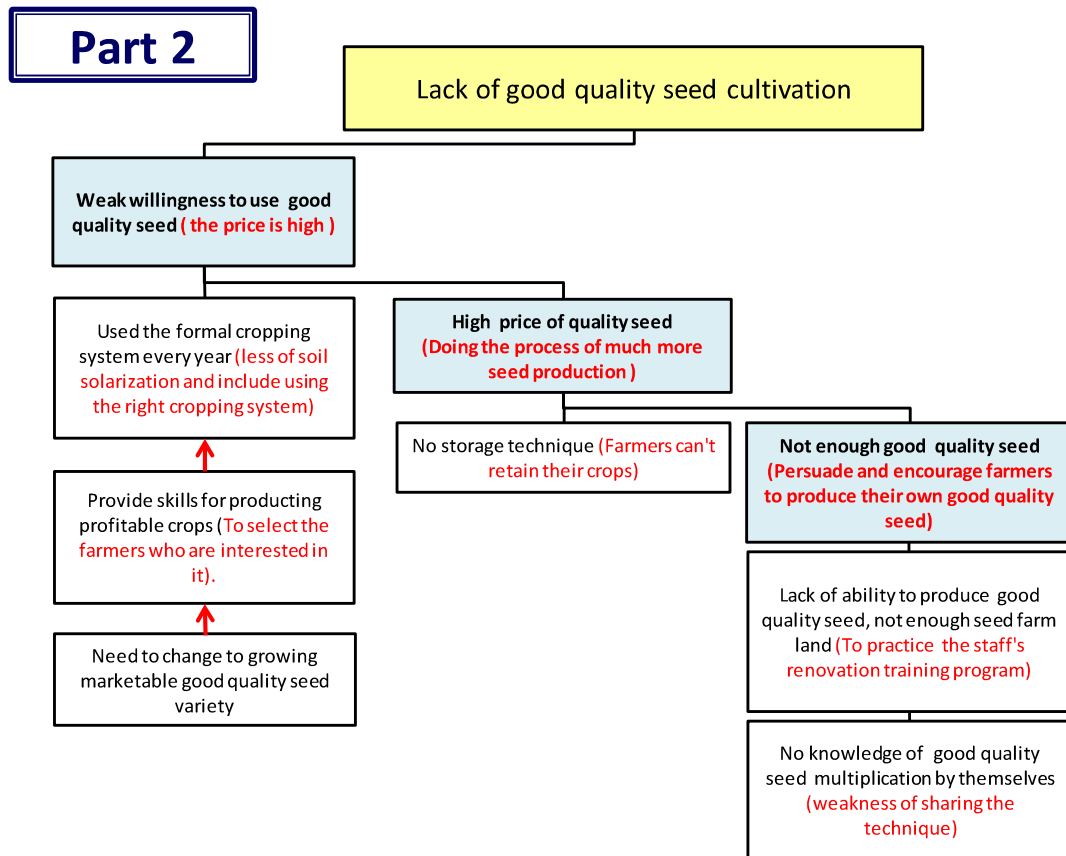 Part 2
Lack of good quality seed cultivation
Weak willingness to use good
quality seed ( the price is high )
Used the formal cropping
system every year (less of soil
solarization and include using
the right cropping system)
High price of quality seed
(Doing the process of much more
seed production )
No storage technique (Farmers can't
retain their crops)
Not enough good quality seed
(Persuade and encourage farmers
to produce their own good quality
seed)
Provide skills for producting
profitable crops (To select the
farmers who are interested in
it).
Lack of ability to produce good
quality seed, not enough seed farm
land (To practice the staff's
renovation training program)
Need to change to growing
marketable good quality seed
variety
No knowledge of good quality
seed multiplication by themselves
(weakness of sharing the
technique)